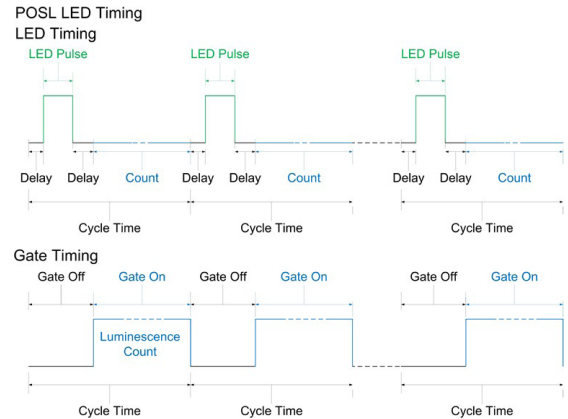 POSL LED Timing
LED Timing
LED Pulse LED Pulse LED Pulse
Delay Delay Count Delay Delay Count Delay Delay Count
Cycle Time Cycle Time Cycle Time
Gate Timing
Gate Off Gate On Gate Off Gate On Gate Off Gate On
Luminescence
Count
Cycle Time Cycle Time Cycle Time